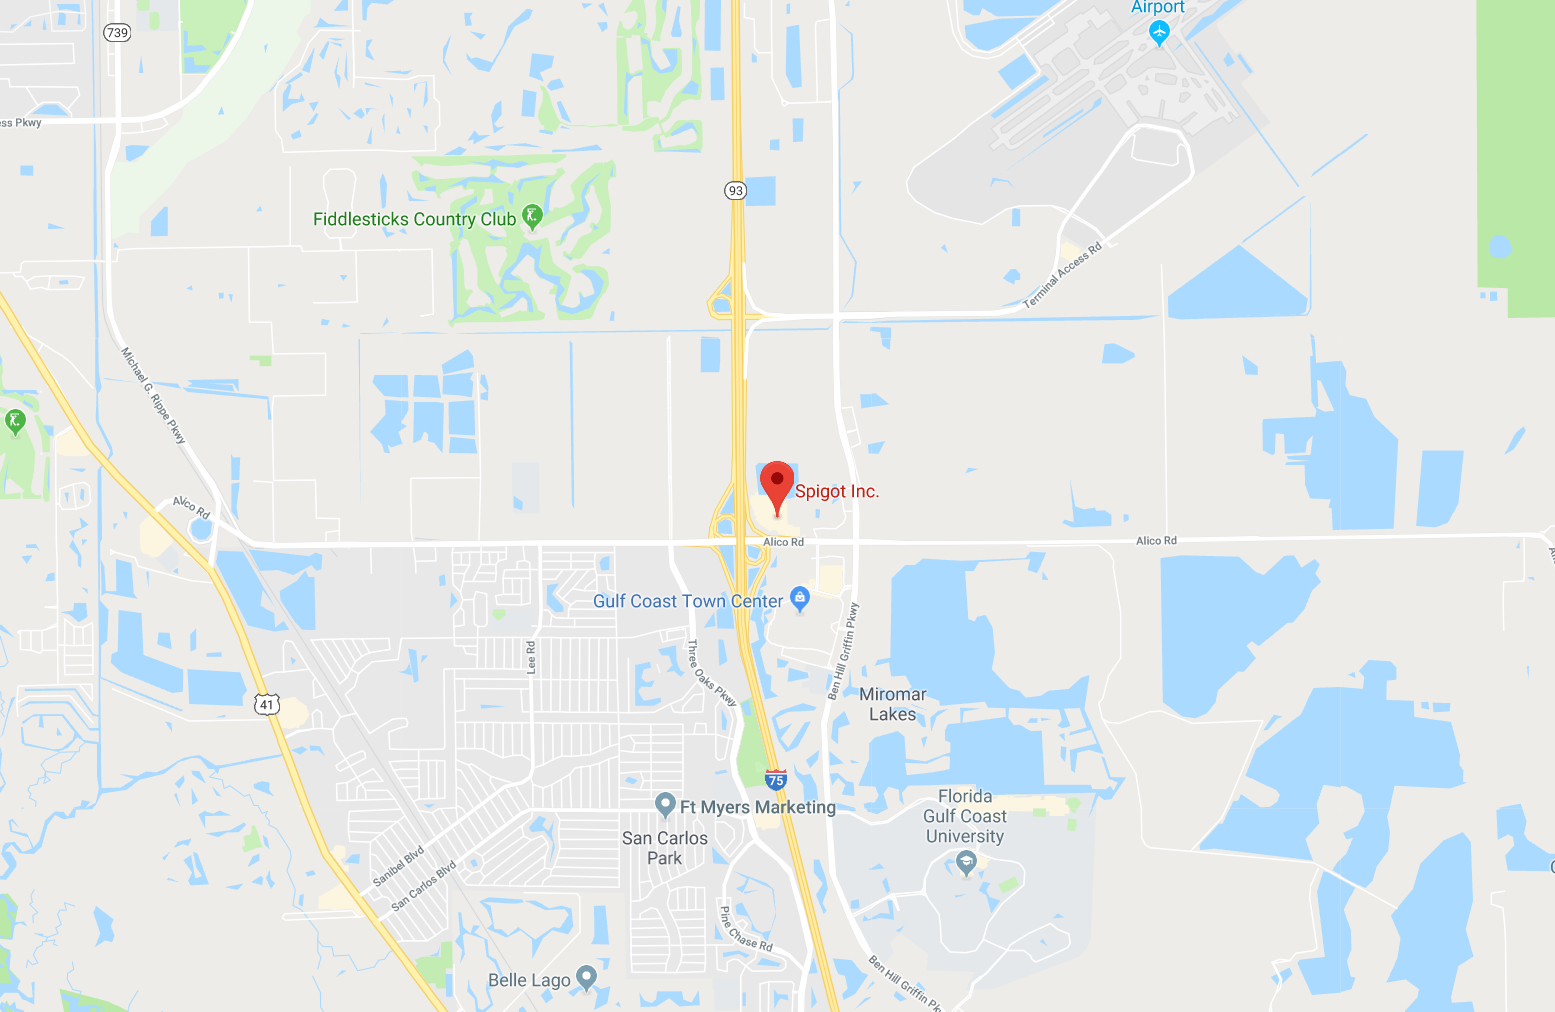 Airport
739
ess Pkwy
93
Fiddlesticks Country Club
Terminal Access Rd
Michael G. Rippe Pkwy
Spigot Inc.
Alico Rd
Alico Rd
Alico Rd
Gulf Coast Town Center
Ben Hill Griffin Pkwy
Lee Rd
Three Oaks Pkwy
Miromar
Lakes
41
75
Ft Myers Marketing
Florida
Gulf Coast
University
San Carlos
Park
Sanibel Blvd
San Carlos Blvd
Pine Chase Rd
Belle Lago
Ben Hill Griffin Pk